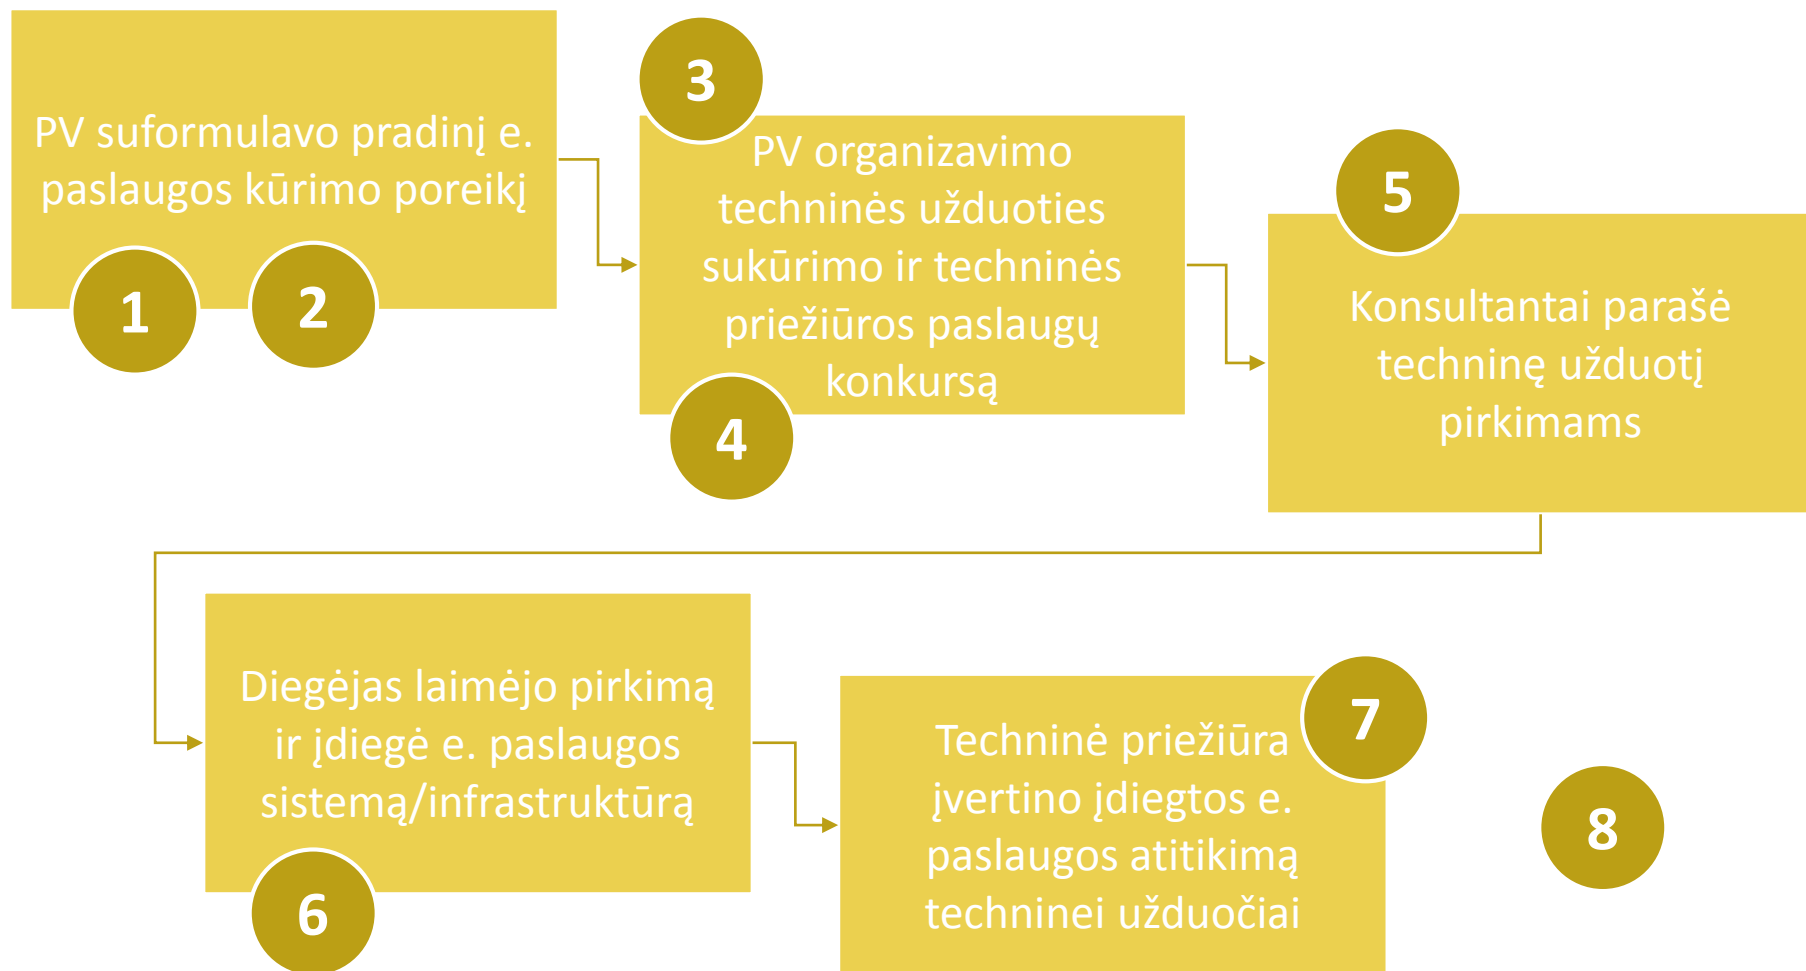 PV suformulavo pradinį e.
paslaugos kūrimo poreikį
1
2
3
PV organizavimo
techninės užduoties
sukūrimo ir techninės
priežiūros paslaugų
konkursą
4
5
Konsultantai parašė
techninę užduotį
pirkimams
Diegėjas laimėjo pirkimą
ir įdiegė e. paslaugos
sistemą/infrastruktūrą
6
7
Techninė priežiūra
įvertino įdiegtos e.
paslaugos atitikimą
techninei užduočiai
8